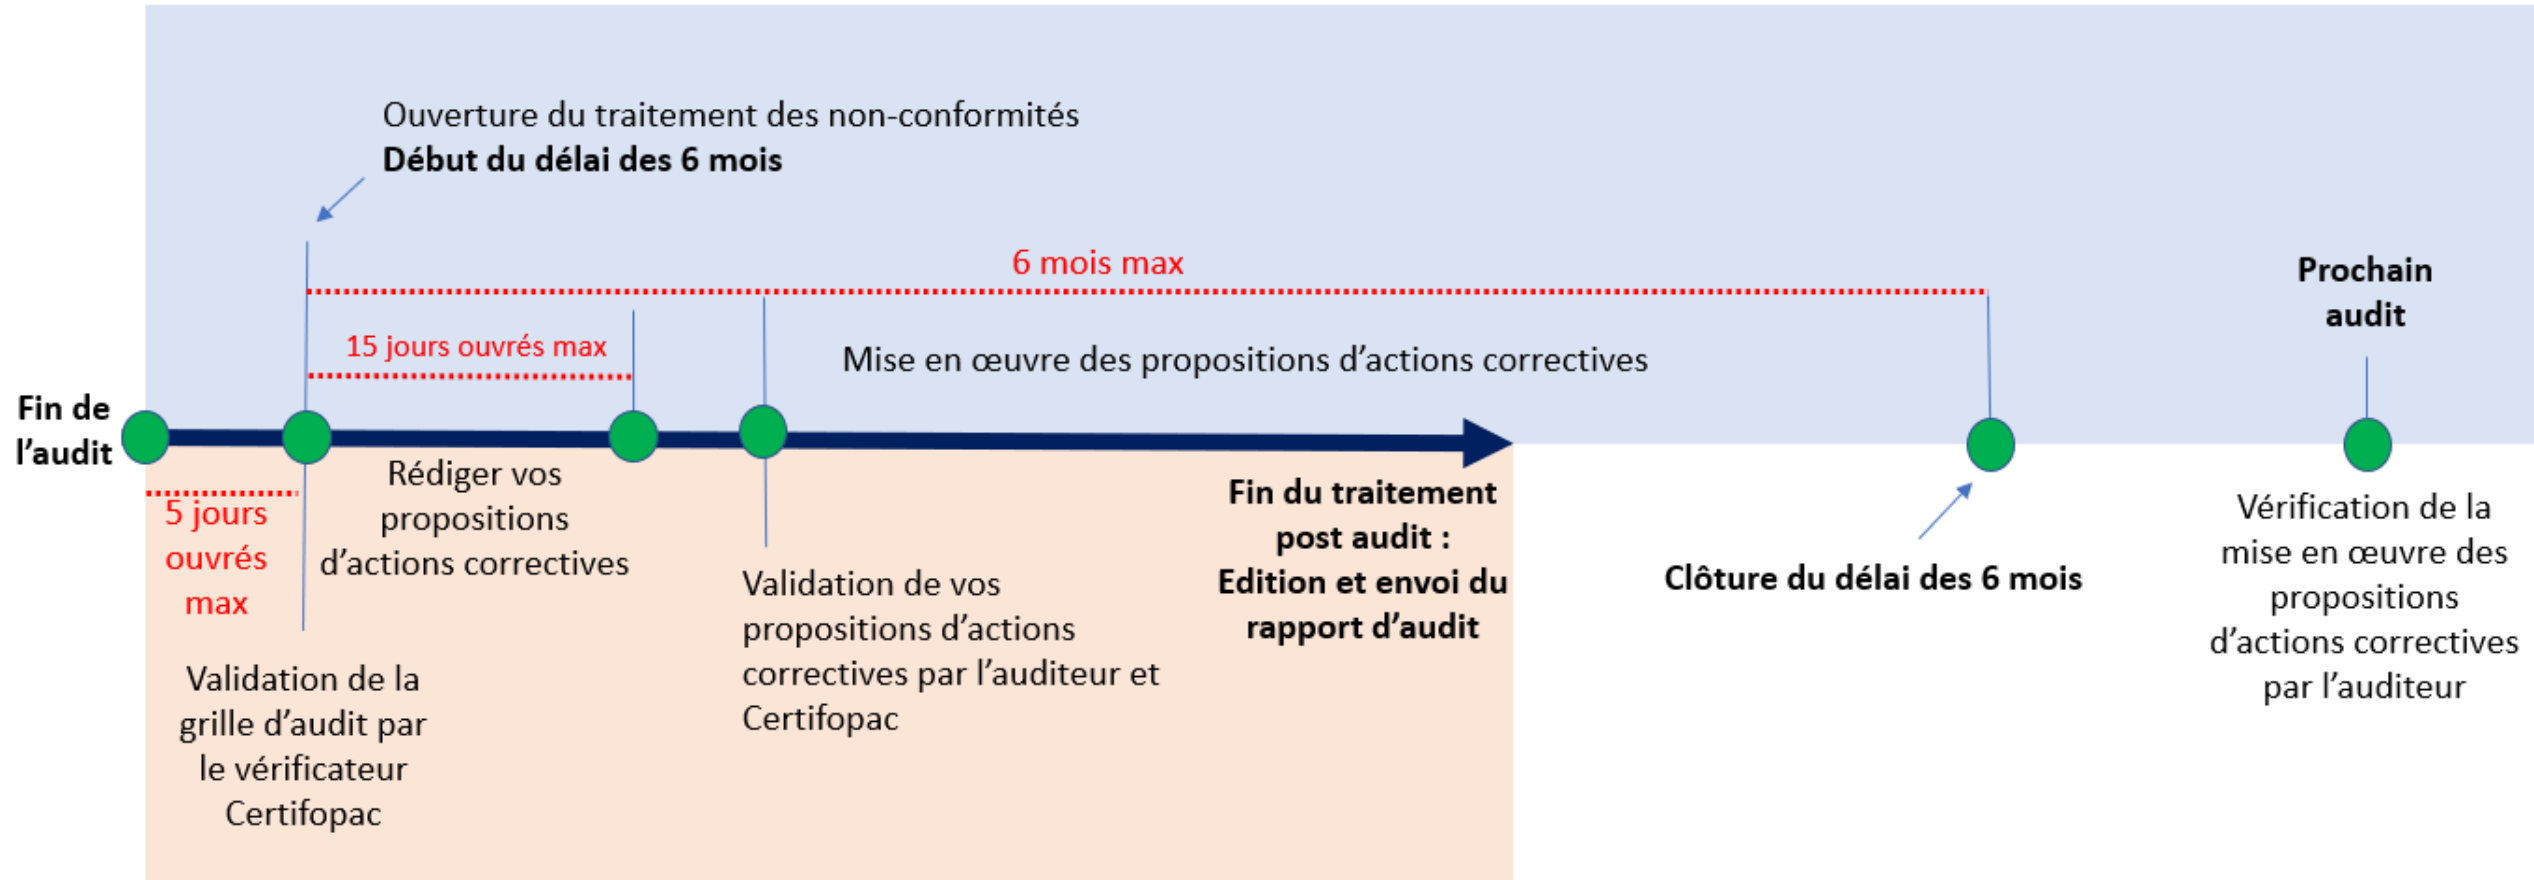 Ouverture du traitement des non-conformités
Début du délai des 6 mois
6 mois max
Prochain
audit
15 jours ouvrés max
Mise en œuvre des propositions d’actions correctives
Fin de
l’audit
5 jours
ouvrés
max
Rédiger vos
propositions
d’actions correctives
Validation de la
grille d’audit par
le vérificateur
Certifopac
Validation de vos
propositions d’actions
correctives par l’auditeur et
Certifopac
Fin du traitement
post audit :
Edition et envoi du
rapport d’audit
Clôture du délai des 6 mois
Vérification de la
mise en œuvre des
propositions
d’actions correctives
par l’auditeur